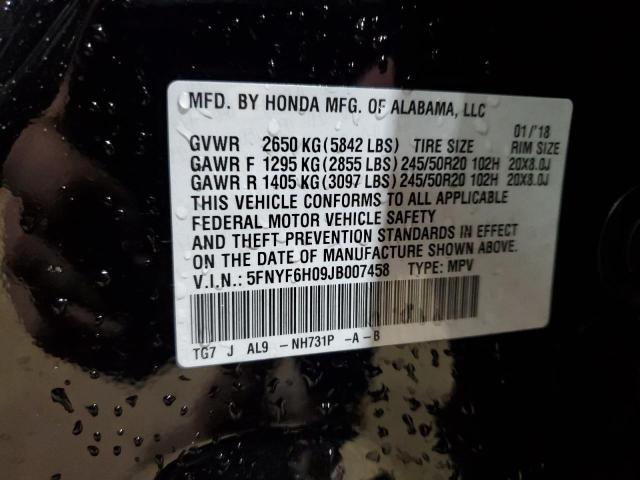 MFD. BY HONDA MFG. OF ALABAMA, LLC
01/'18
GVWR 2650 KG(5842 LBS) TIRE SIZE RIM SIZE
GAWR F 1295 KG(2855 LBS) 245/50R20 102H 20X8.0J
GAWR R 1405 KG(3097 LBS) 245/50R20 102H 20X8.0J
THIS VEHICLE CONFORMS TO ALL APPLICABLE
FEDERAL MOTOR VEHICLE SAFETY
AND THEFT PREVENTION STANDARDS IN EFFECT
ON THE DATE OF MANUFACTURE SHOWN ABOVE.
V.I.N.: 5FNYF6H09JB007458 TYPE: MPV
TG7 J AL9 -NH731P -A-B